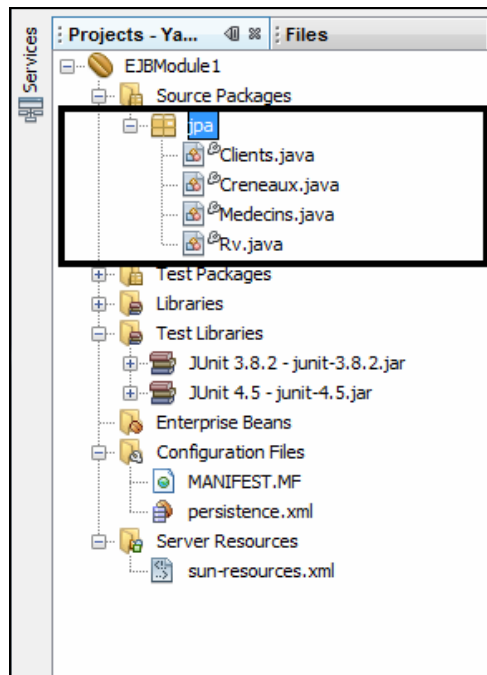 Services
Projects - Ya...
Files
EJBModule1
Source Packages
jpa
Clients.java
Creneaux.java
Medecins.java
Rv.java
Test Packages
Libraries
Test Libraries
JUnit 3.8.2 - junit-3.8.2.jar
JUnit 4.5 - junit-4.5.jar
Enterprise Beans
Configuration Files
MANIFEST.MF
persistence.xml
Server Resources
sun-resources.xml